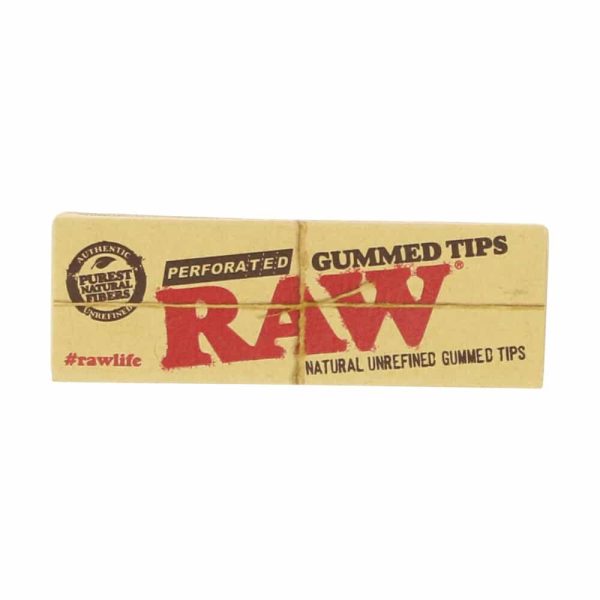 AUTHENTIC
PUREST
NATURAL
FIBERS
UNREFINED
#rawlife
PERFORATED
GUMMED TIPS
RAW®
NATURAL UNREFINED GUMMED TIPS